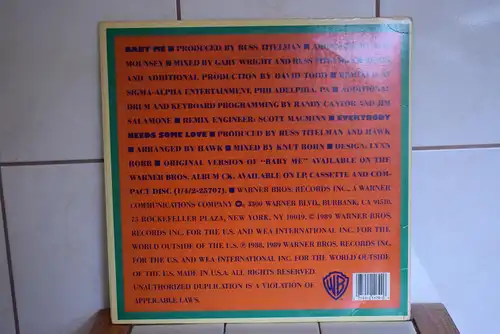 BABY ME ■ PRODUCED BY RUSS TITELMAN ■ BY
MOUNSEY ■ MIXED BY GARY WRIGHT AND RUSS
AND ADDITIONAL PRODUCTION BY DAVID TODD ■ AT
SIGMA-ALPHA ENTERTAINMENT, PHILADELPHIA, PA ■ ADDITIONAL
DRUM AND KEYBOARD PROGRAMMING BY RANDY CANTOR AND JIM
SALAMONE ■ REMIX ENGINEER: SCOTT MACMINN ■ EVERYBODY
NEEDS SOME LOVE ■ PRODUCED BY RUSS TITELMAN AND HAWK
■ ARRANGED BY HAWK ■ MIXED BY KNUT BOHN ■ DESIGN: LYNN
ROBB ■ ORIGINAL VERSION OF "BABY ME" AVAILABLE ON THE
WARNER BROS. ALBUM CK. AVAILABLE ON LP, CASSETTE AND COM-
PACT DISC (1/4/2-25707). ■ WARNER BROS. RECORDS INC., A WARNER
COMMUNICATIONS COMPANY 3300 WARNER BLVD., BURBANK, CA 91510.
75 ROCKEFELLER PLAZA, NEW YORK, NY 10019. © 1989 WARNER BROS.
RECORDS INC. FOR THE U.S. AND WEA INTERNATIONAL INC. FOR THE
WORLD OUTSIDE OF THE U.S. ℗ 1988, 1989 WARNER BROS. RECORDS
INC. FOR THE U.S. AND WEA INTERNATIONAL INC. FOR THE WORLD
OUTSIDE OF THE U.S. MADE IN U.S.A. ALL RIGHTS RESERVED.
UNAUTHORIZED DUPLICATION IS A VIOLATION OF
APPLICABLE LAWS.
WB